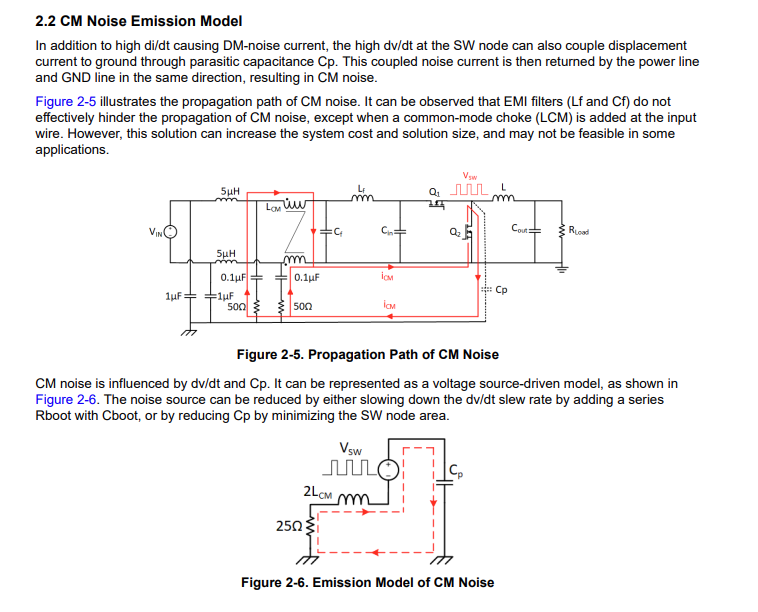 2.2 CM Noise Emission Model
In addition to high di/dt causing DM-noise current, the high dv/dt at the SW node can also couple displacement
current to ground through parasitic capacitance Cp. This coupled noise current is then returned by the power line
and GND line in the same direction, resulting in CM noise.
Figure 2-5 illustrates the propagation path of CM noise. It can be observed that EMI filters (Lf and Cf) do not
effectively hinder the propagation of CM noise, except when a common-mode choke (LCM) is added at the input
wire. However, this solution can increase the system cost and solution size, and may not be feasible in some
applications.
Vsw
5µH
LCM
Lf
Q1
L
VIN
Cf
Cin
Q2
Cout
RLoad
5µH
0.1µF
0.1µF
iCM
Cp
1µF
1µF
50Ω
50Ω
iCM
Figure 2-5. Propagation Path of CM Noise
CM noise is influenced by dv/dt and Cp. It can be represented as a voltage source-driven model, as shown in
Figure 2-6. The noise source can be reduced by either slowing down the dv/dt slew rate by adding a series
Rboot with Cboot, or by reducing Cp by minimizing the SW node area.
VSW
Cp
2LCM
25Ω
Figure 2-6. Emission Model of CM Noise